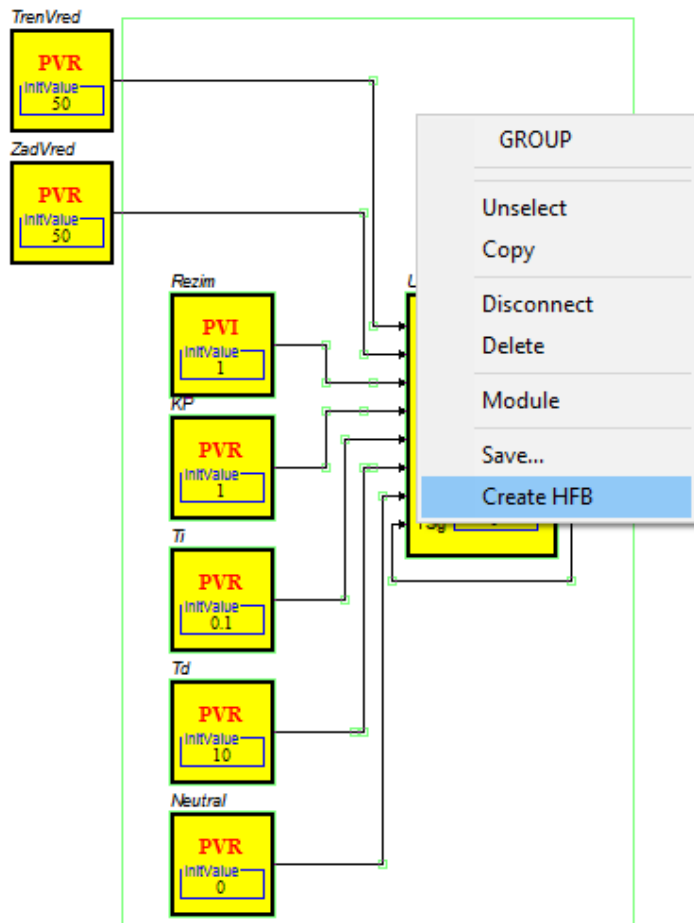 TrenVred
PVR
InitValue
50
ZadVred
PVR
InitValue
50
GROUP
Unselect
Copy
Disconnect
Delete
Module
Save...
Create HFB
Rezim
PVI
InitValue
1
KP
PVR
InitValue
1
Ti
PVR
InitValue
0.1
Td
PVR
InitValue
10
Neutral
PVR
InitValue
0